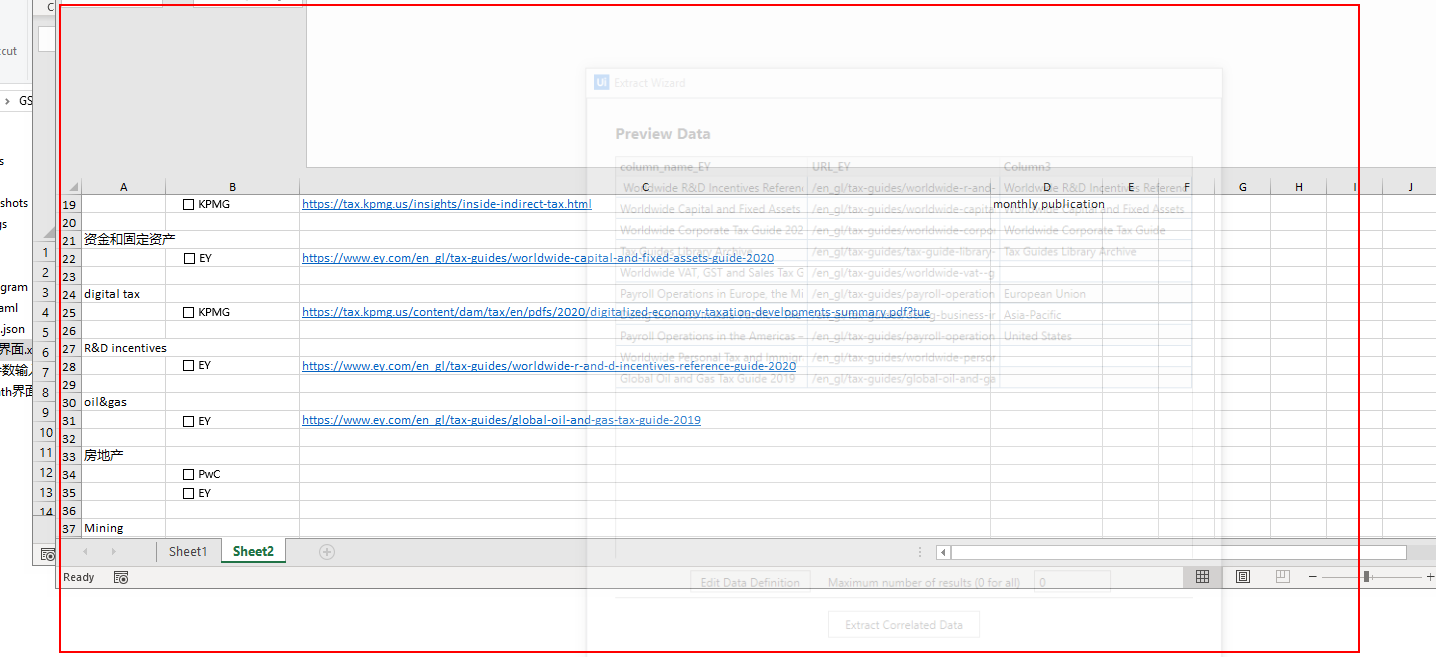 C
cut
Extract Wizard
GS
Preview Data
s
column_name_EY URL_EY Column3
A B C D E F G H I J
Worldwide R&D Incentives Referen /en_gl/tax-guides/worldwide-r-and- Worldwide R&D Incentives Referen
shots
19 KPMG https://tax.kpmg.us/insights/inside-indirect-tax.html monthly publication
Worldwide Capital and Fixed Assets /en_gl/tax-guides/worldwide-capita Worldwide Capital and Fixed Assets
gs
20
Worldwide Corporate Tax Guide 202 /en_gl/tax-guides/worldwide-corpo Worldwide Corporate Tax Guide
21 资金和固定资产
1
Tax Guides Library Archive /en_gl/taxes/tax-guide-library- Tax Guides Library Archive
22 EY https://www.ey.com/en_gl/tax-guides/worldwide-capital-and-fixed-assets-guide-2020
2
Worldwide VAT, GST and Sales Tax G /en_gl/tax-guides/worldwide-vat--g
23
gram
3
24 digital tax
Payroll Operations in Europe, the Mi /en_gl/tax-guides/payroll-operation European Union
aml
4
25 KPMG https://tax.kpmg.us/content/dam/tax/en/pdfs/2020/digitalized-economy-taxation-developments-summary.pdf?tue
g-business-ir Asia-Pacific
.json
5
26
Payroll Operations in the Americas – /en_gl/tax-guides/payroll-operation United States
界面.x
6
27 R&D incentives
Worldwide Personal Tax and Immigr /en_gl/tax-guides/worldwide-person
28 EY https://www.ey.com/en_gl/tax-guides/worldwide-r-and-d-incentives-reference-guide-2020
数输入
7
Global Oil and Gas Tax Guide 2019 /en_gl/tax-guides/global-oil-and-ga
29
th界面
8
30 oil&gas
9
31 EY https://www.ey.com/en_gl/tax-guides/global-oil-and-gas-tax-guide-2019
10
32
11
33 房地产
12
34 PwC
13
35 EY
14
36
37 Mining
Sheet1 Sheet2
Ready
Edit Data Definition Maximum number of results (0 for all) 0
Extract Correlated Data